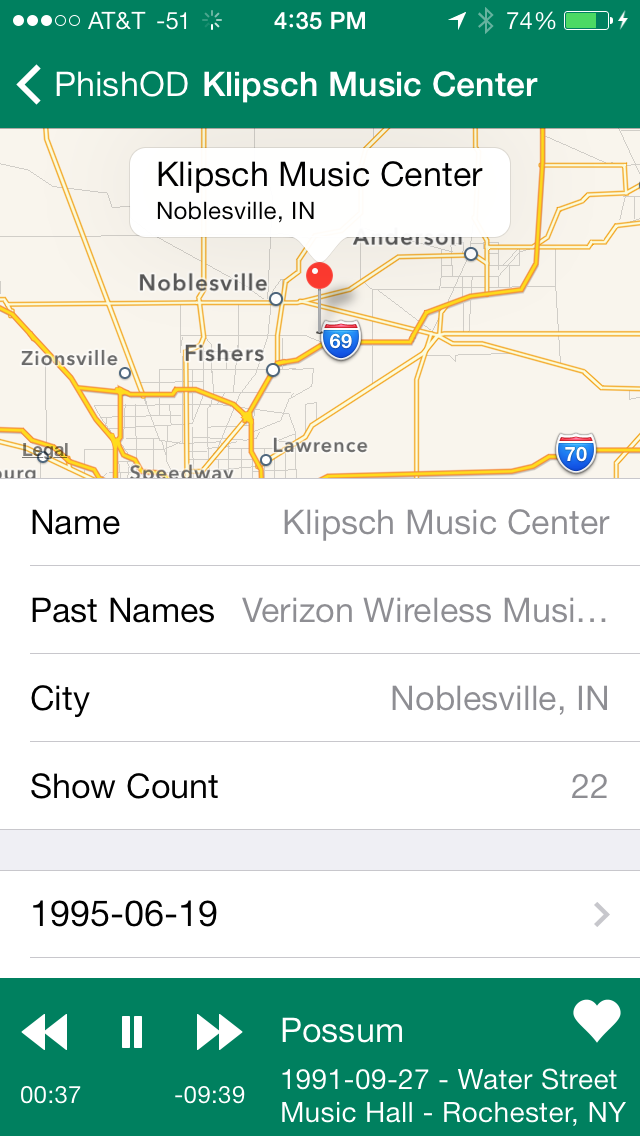 AT&T -51 4:35 PM 74%
PhishOD Klipsch Music Center
Klipsch Music Center
Noblesville, IN
Anderson
Noblesville
69
Zionsville
Fishers
Lawrence
Legal
70
burg
Speedway
Name Klipsch Music Center
Past Names Verizon Wireless Musi...
City Noblesville, IN
Show Count 22
1995-06-19
Possum
00:37 -09:39
1991-09-27 - Water Street
Music Hall - Rochester, NY